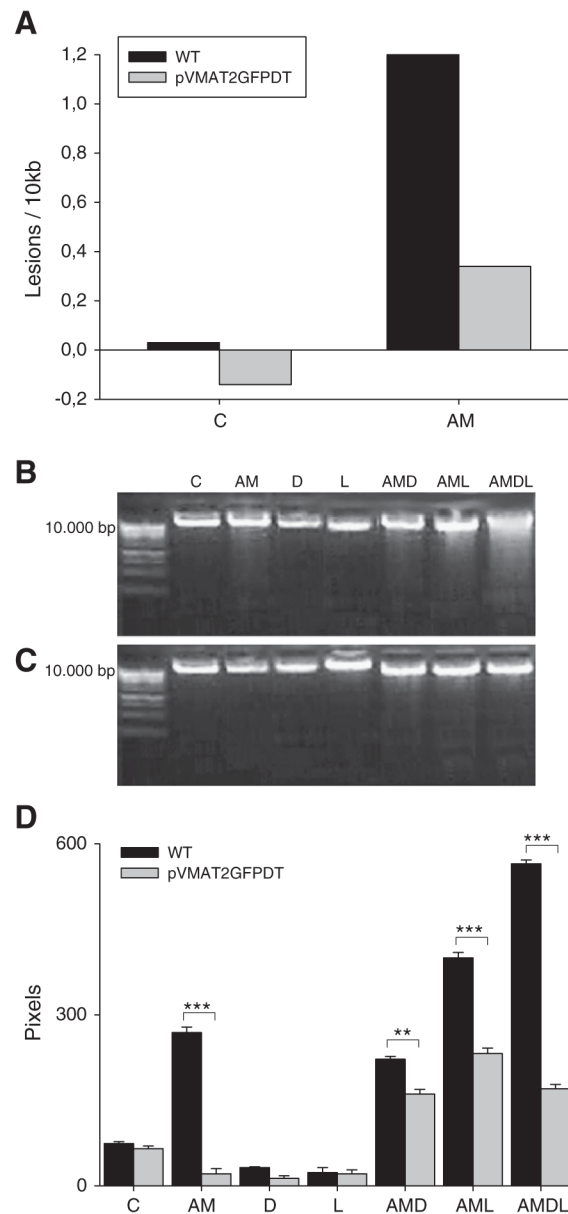 A
1,2
1,0
0,8
0,6
0,4
0,2
0,0
-0,2
Lesions / 10kb
WT
pVMAT2GFPDT
C AM
B
C AM D L AMD AML AMDL
10.000 bp
C
10.000 bp
D
600
300
0
Pixels
WT
pVMAT2GFPDT
***
**
***
***
C AM D L AMD AML AMDL